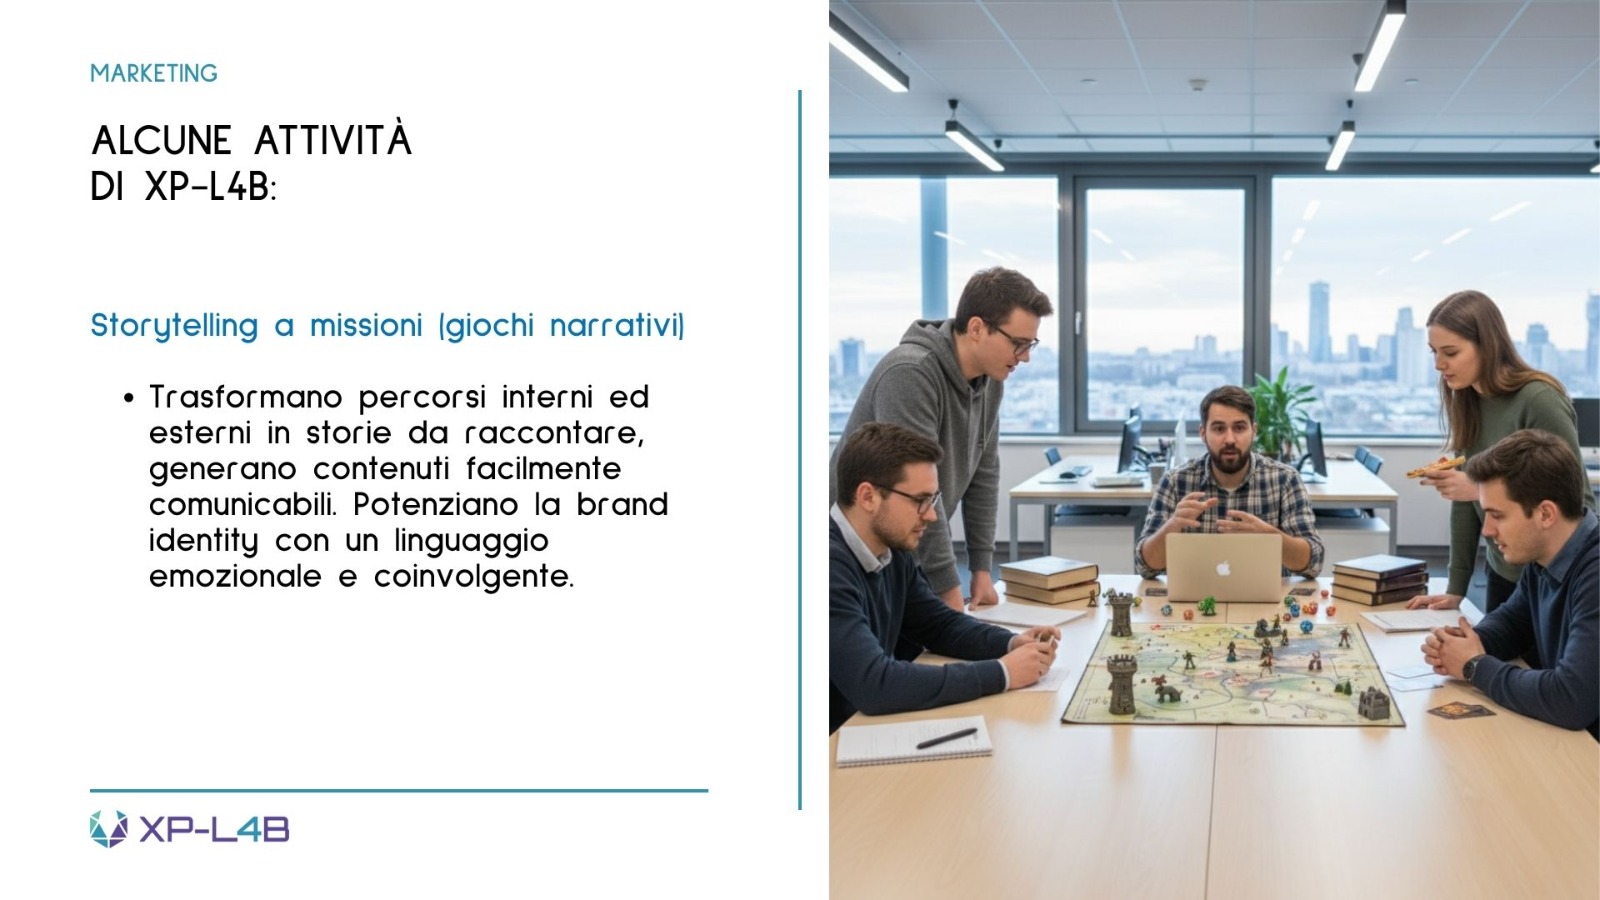 MARKETING
ALCUNE ATTIVITÀ
DI XP-L4B:
Storytelling a missioni (giochi narrativi)
• Trasformano percorsi interni ed
esterni in storie da raccontare,
generano contenuti facilmente
comunicabili. Potenziano la brand
identity con un linguaggio
emozionale e coinvolgente.
XP-L4B